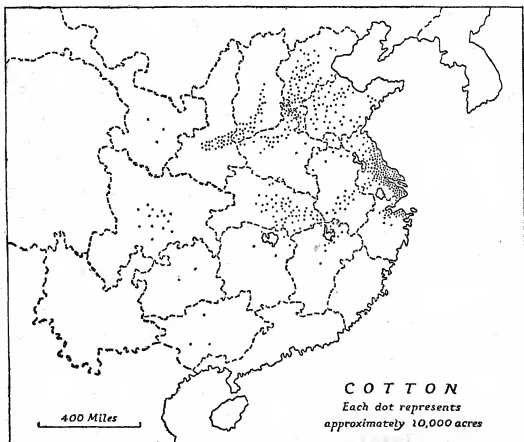 COTTON
Each dot represents
approximately 10,000 acres
400 Miles